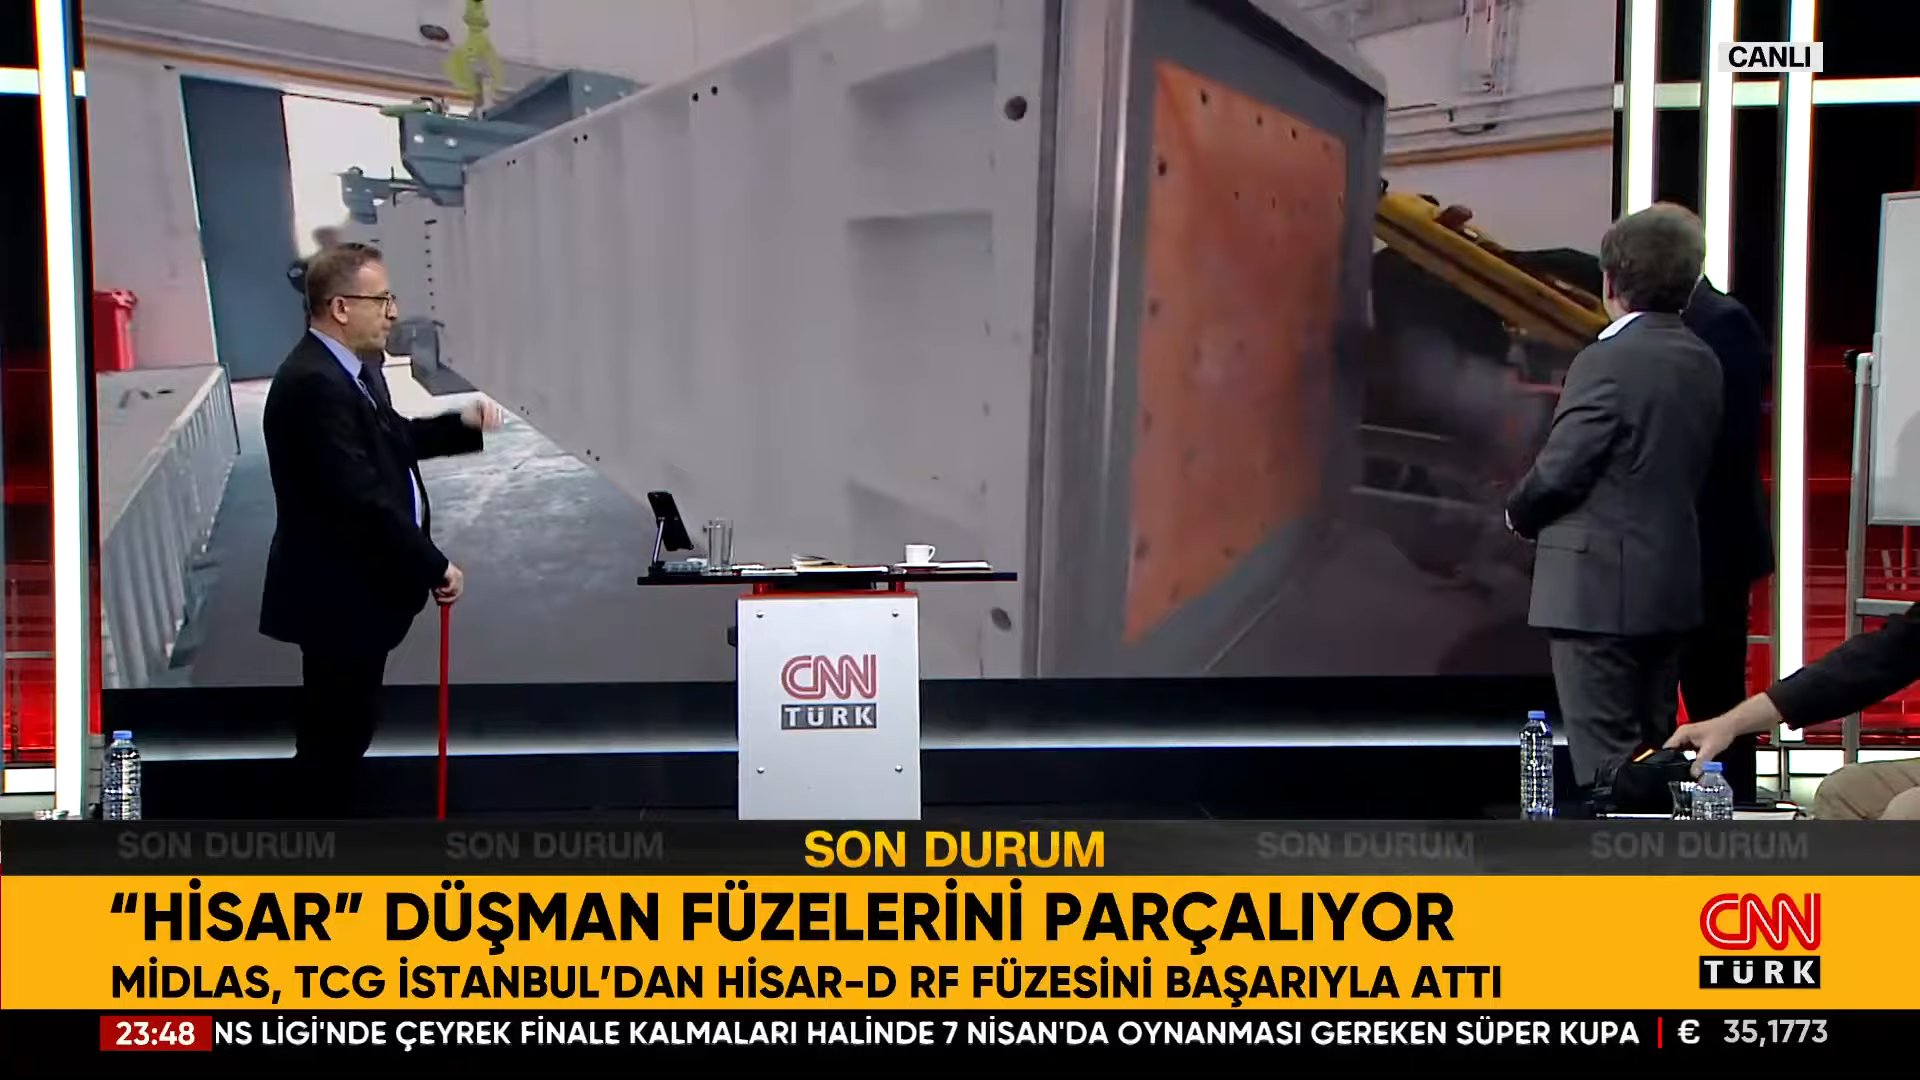 CANLI
CNN
TÜRK
SON DURUM SON DURUM SON DURUM SON DURUM SON DURUM
“HİSAR” DÜŞMAN FÜZELERİNİ PARÇALIYOR
MİDLAS, TCG İSTANBUL’DAN HİSAR-D RF FÜZESİNİ BAŞARIYLA ATTI
CNN
TÜRK
23:48 NS LİGİ'NDE ÇEYREK FİNALE KALMALARI HALİNDE 7 NİSAN'DA OYNANMASI GEREKEN SÜPER KUPA | € 35,1773